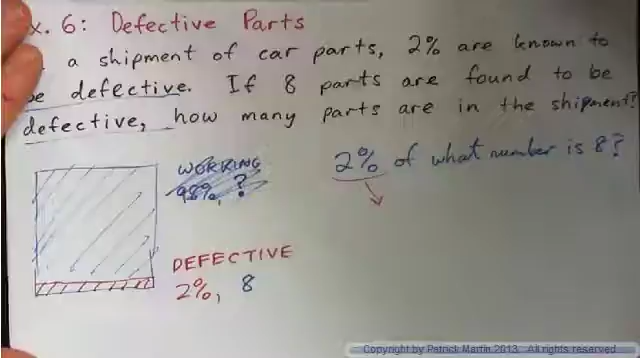 x. 6: Defective Parts
a shipment of car parts, 2% are known to
be defective. If 8 parts are found to be
defective, how many parts are in the shipment?
WORKING
98%, ?
2% of what number is 8?
DEFECTIVE
2%, 8
Copyright by Patrick Martin 2013. All rights reserved